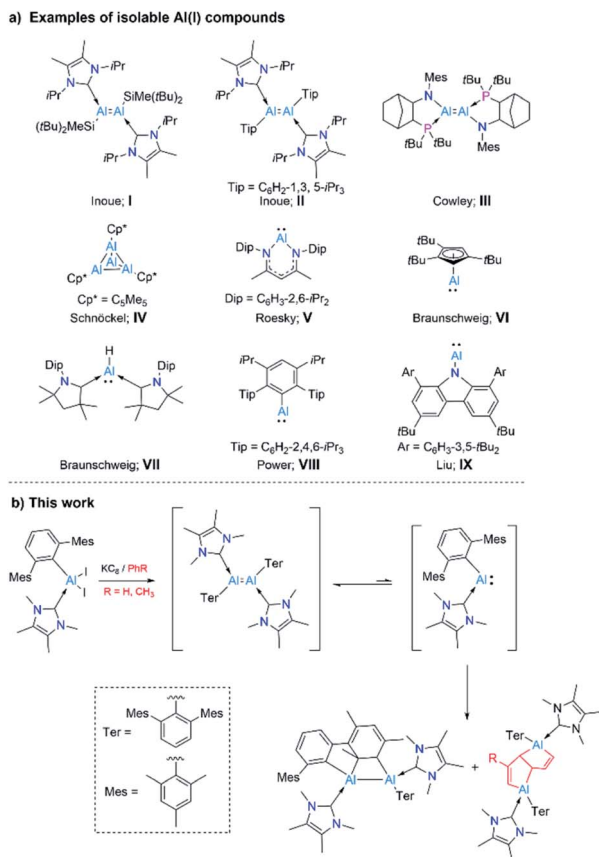 a) Examples of isolable Al(I) compounds
iPr
N
N
iPr
SiMe(tBu)2
Al=Al
(tBu)2MeSi
iPr
N
N
iPr
Inoue; I
iPr
N
N
iPr
Tip
Al=Al
Tip
iPr
N
N
iPr
Tip = C6H2-1,3, 5-iPr3
Inoue; II
Mes
N
tBu
tBu
P
Al=Al
P
tBu
tBu
N
Mes
Cowley; III
Cp*
Al
Al
Al
Al
Cp*
Cp*
Cp* = C5Me5
Schnöckel; IV
Al
Dip
N
N
Dip
Dip = C6H3-2,6-iPr2
Roesky; V
tBu
tBu
tBu
Al
Braunschweig; VI
H
Dip
N
Al
Dip
N
Braunschweig; VII
iPr
iPr
Tip
Tip
Al
Tip = C6H2-2,4,6-iPr3
Power; VIII
Al
Ar
N
Ar
tBu
tBu
Ar = C6H3-3,5-tBu2
Liu; IX
b) This work
Mes
Mes
Al
I
I
N
N
KC8 / PhR
R = H, CH3
N
N
Ter
Al=Al
Ter
N
N
Mes
Mes
Al:
N
N
Ter =
Mes
Mes
Mes =
Mes
Al
Al
Ter
N
N
N
N
+
N
N
Ter
Al
R
Al
Ter
N
N